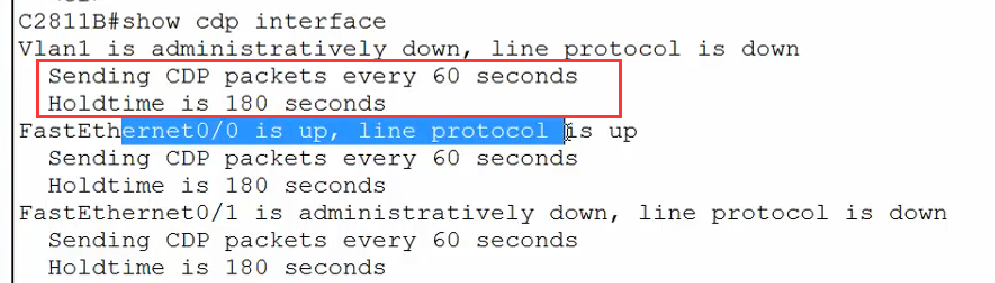 C2811B#show cdp interface
Vlan1 is administratively down, line protocol is down
Sending CDP packets every 60 seconds
Holdtime is 180 seconds
FastEthernet0/0 is up, line protocol is up
Sending CDP packets every 60 seconds
Holdtime is 180 seconds
FastEthernet0/1 is administratively down, line protocol is down
Sending CDP packets every 60 seconds
Holdtime is 180 seconds